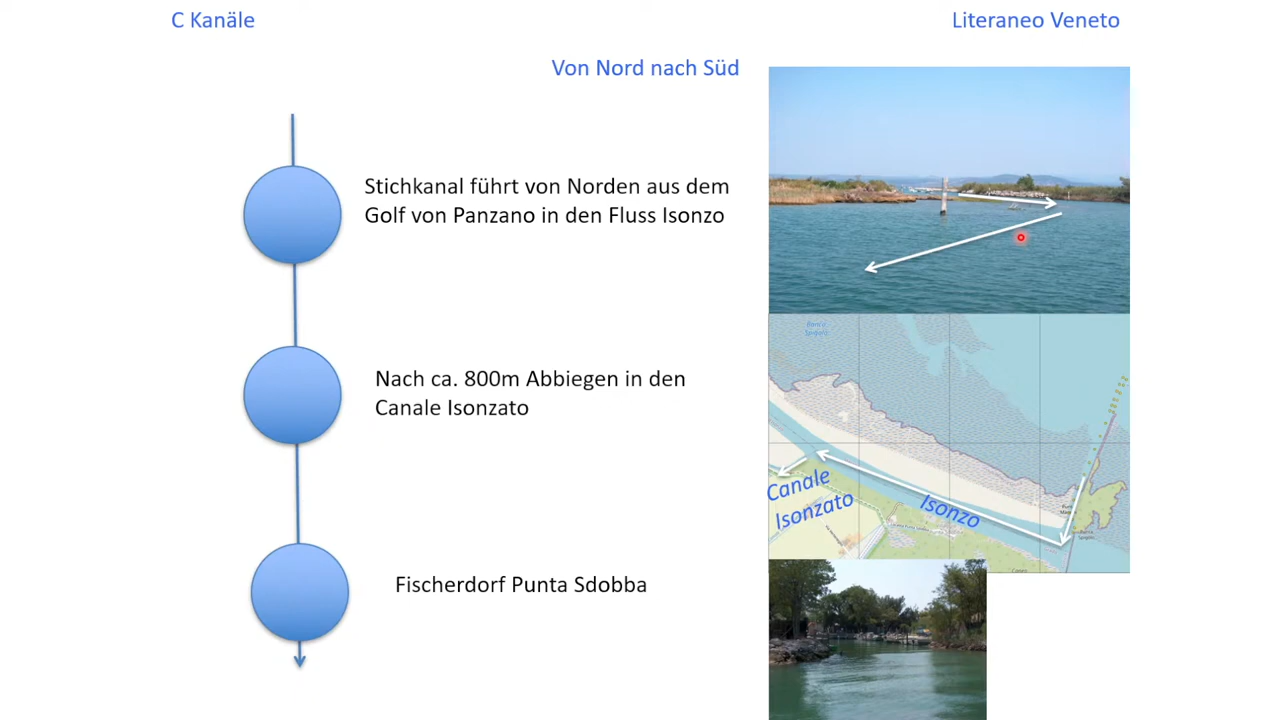 C Kanäle
Literaneo Veneto
Von Nord nach Süd
Stichkanal führt von Norden aus dem
Golf von Panzano in den Fluss Isonzo
Nach ca. 800m Abbiegen in den
Canale Isonzato
Fischerdorf Punta Sdobba
Canale
Isonzato
Isonzo